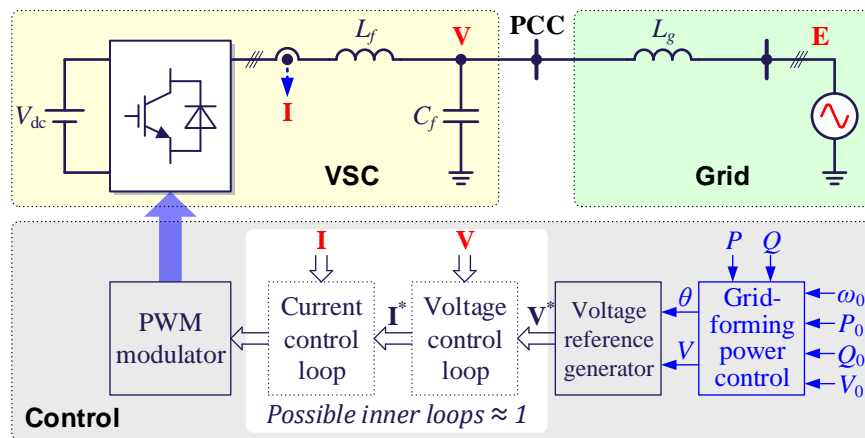 L_f
V
PCC
L_g
E
V_dc
I
C_f
VSC
Grid
I
V
P Q
PWM
modulator
Current
control
loop
I*
Voltage
control
loop
V*
Voltage
reference
generator
θ
V
Grid-
forming
power
control
ω_0
P_0
Q_0
V_0
Control
Possible inner loops ≈ 1